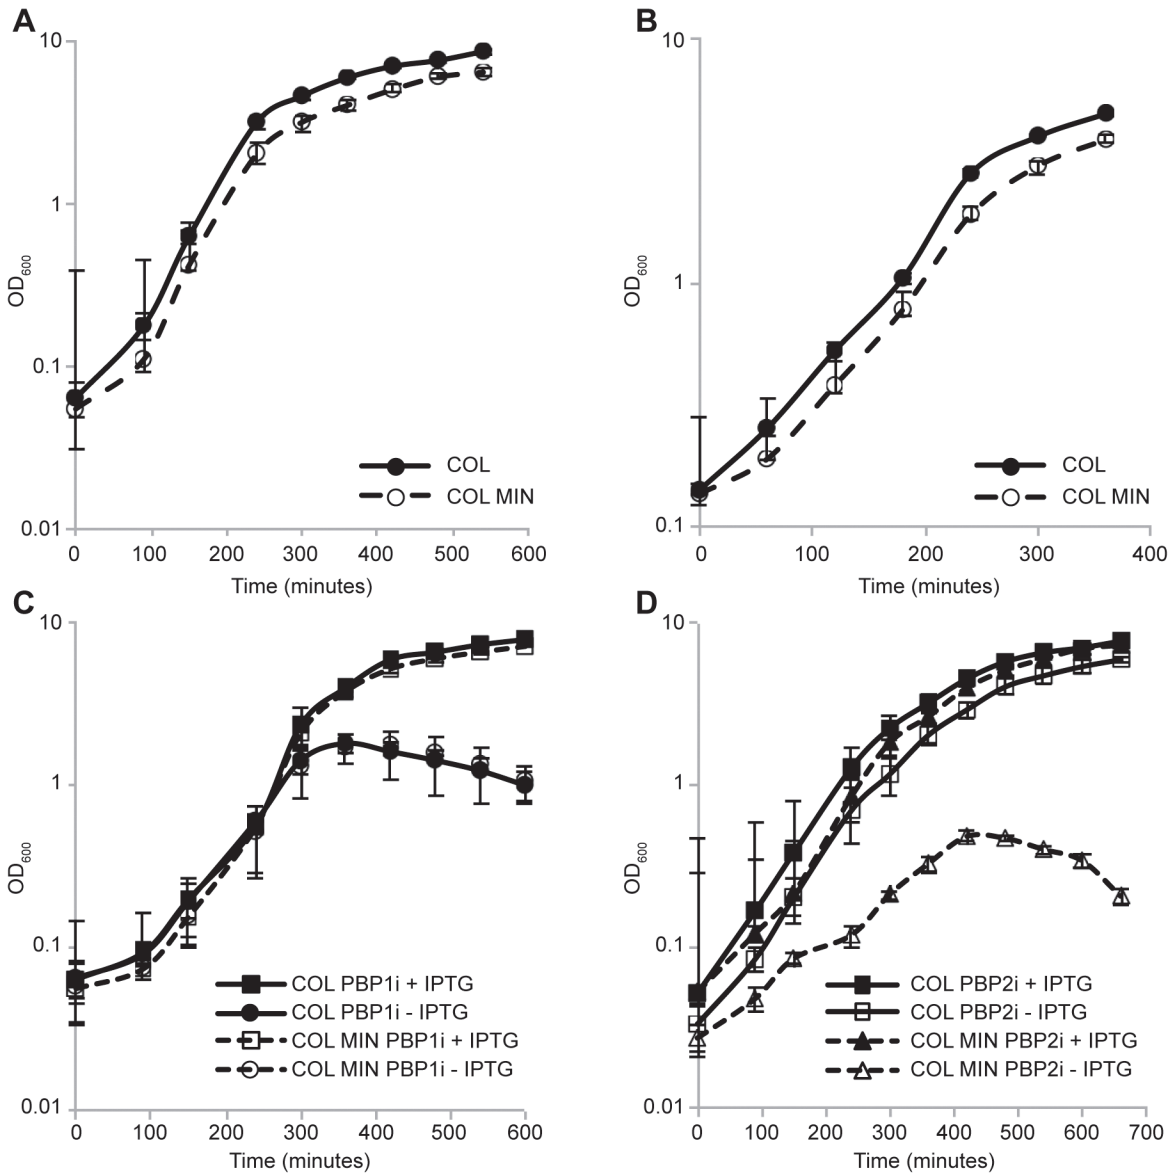 A
10
1
0.1
0.01
OD600
COL
COL MIN
0 100 200 300 400 500 600
Time (minutes)
B
10
1
0.1
OD600
COL
COL MIN
0 100 200 300 400
Time (minutes)
C
10
1
0.1
0.01
OD600
COL PBP1i + IPTG
COL PBP1i - IPTG
COL MIN PBP1i + IPTG
COL MIN PBP1i - IPTG
0 100 200 300 400 500 600
Time (minutes)
D
10
1
0.1
0.01
OD600
COL PBP2i + IPTG
COL PBP2i - IPTG
COL MIN PBP2i + IPTG
COL MIN PBP2i - IPTG
0 100 200 300 400 500 600 700
Time (minutes)